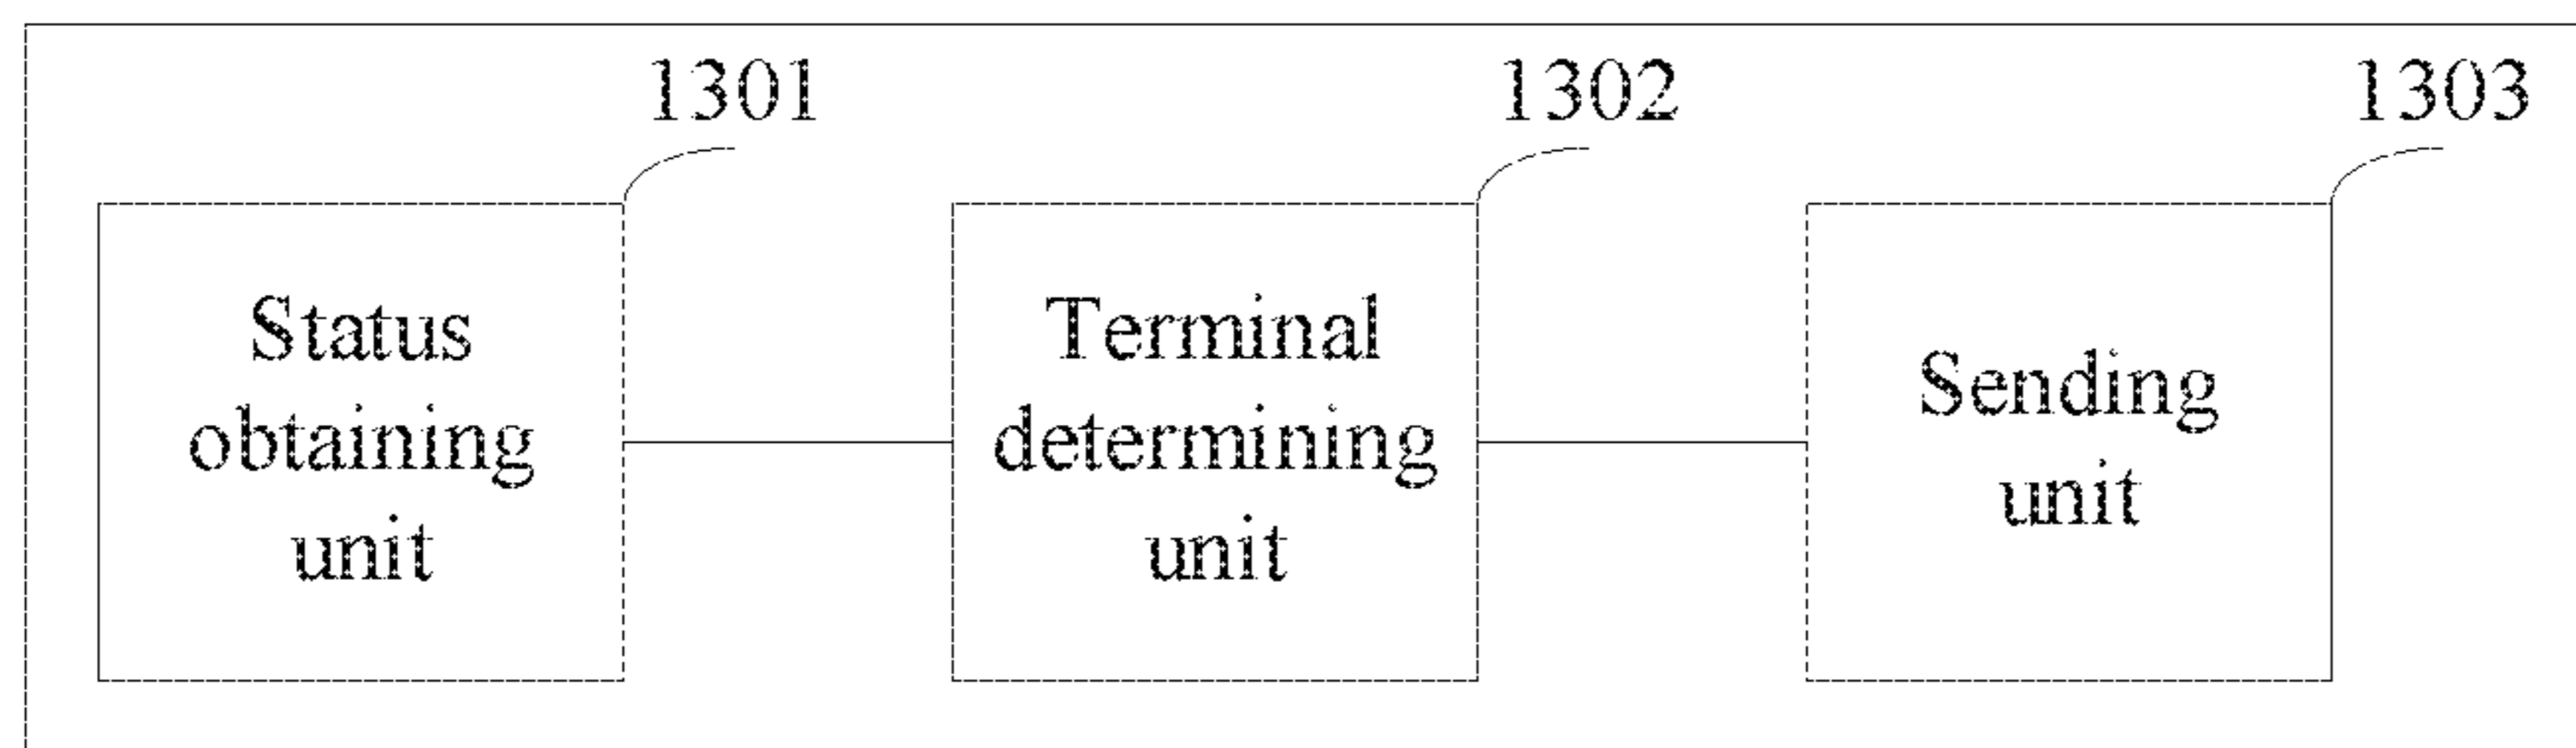 1301
1302
1303
Status
obtaining
unit
Terminal
determining
unit
Sending
unit